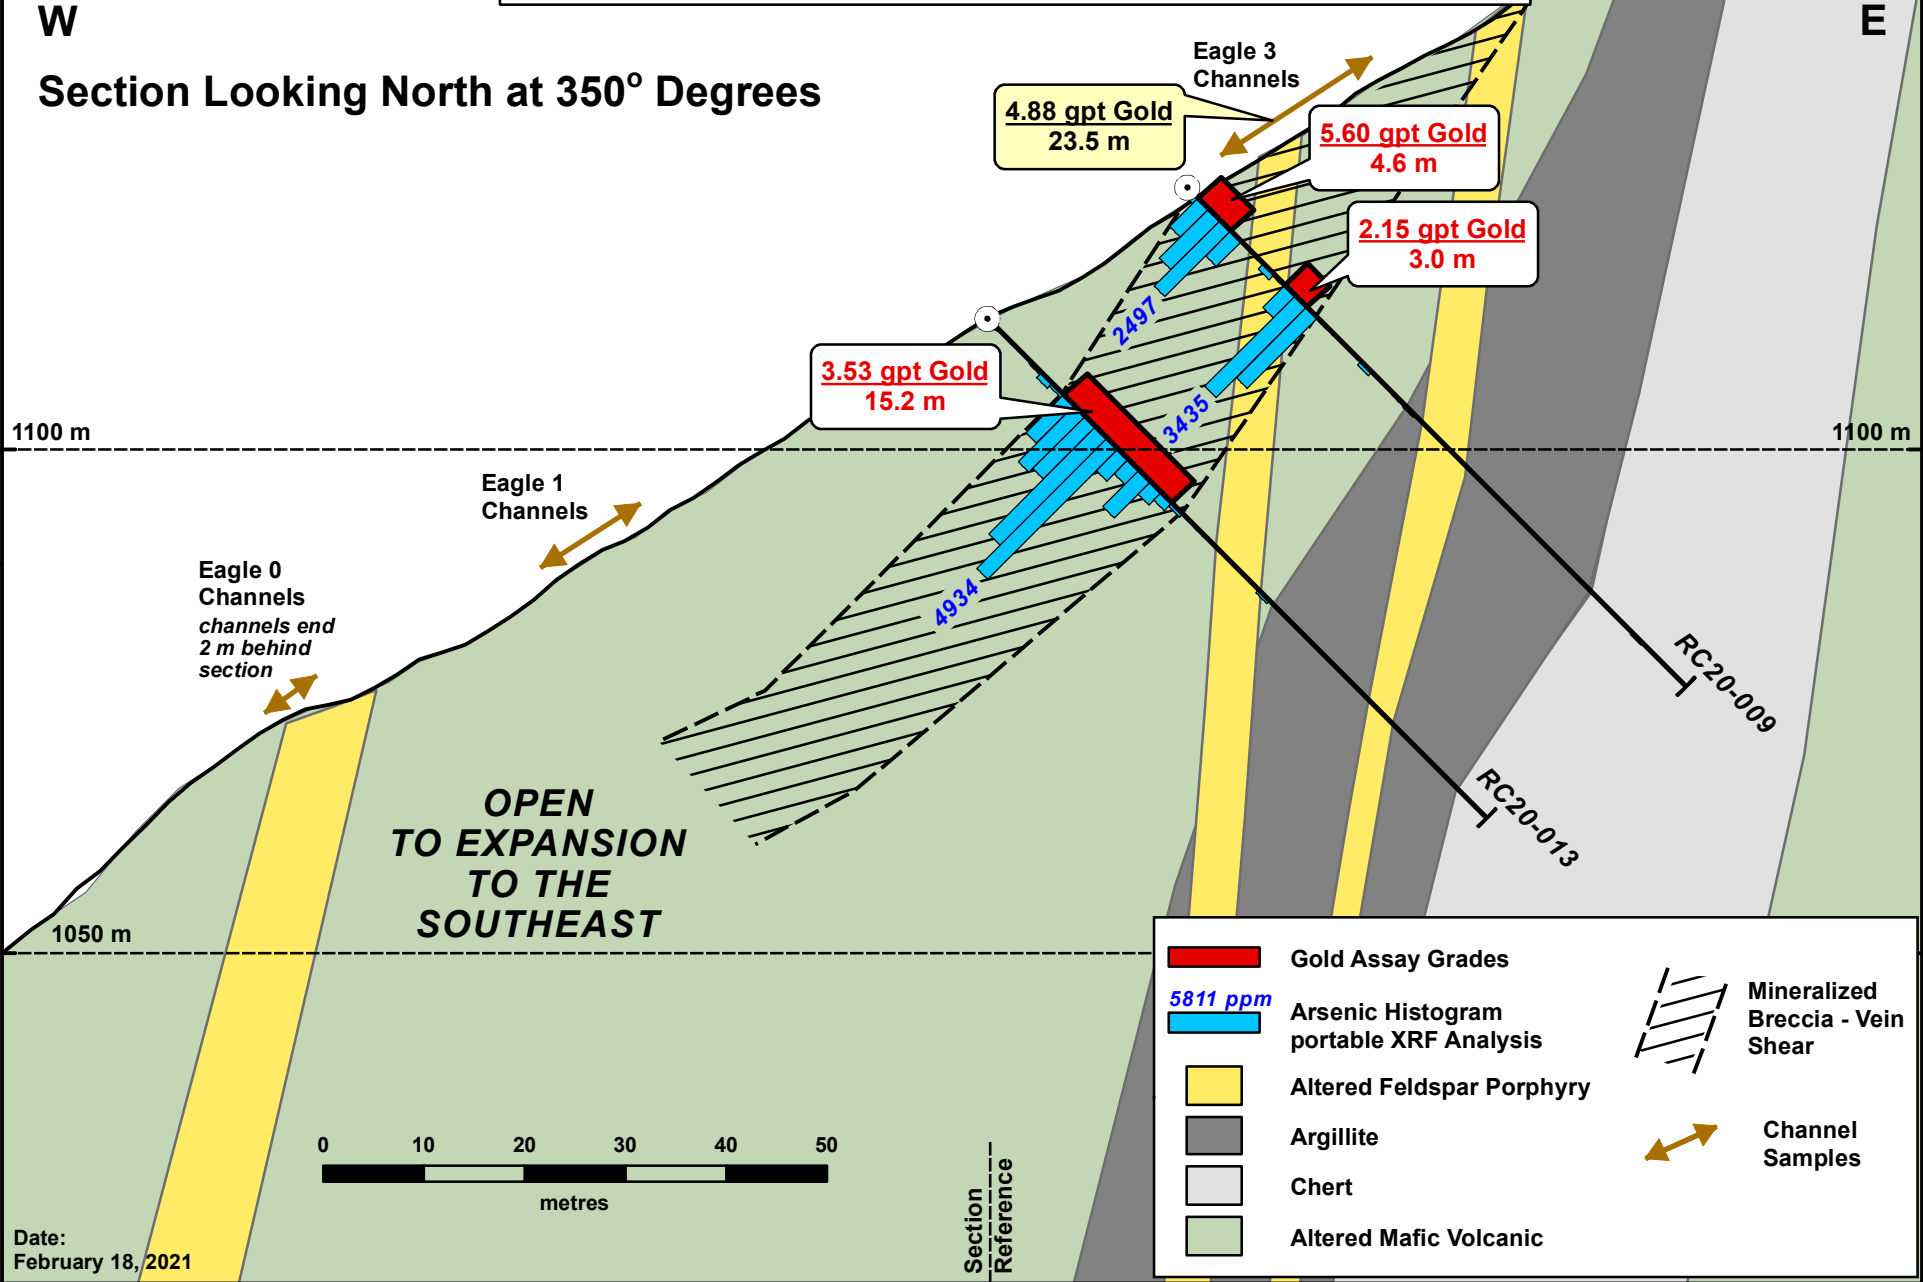 W
E
Section Looking North at 350° Degrees
Eagle 3
Channels
4.88 gpt Gold
23.5 m
5.60 gpt Gold
4.6 m
2.15 gpt Gold
3.0 m
2497
3.53 gpt Gold
15.2 m
3435
1100 m
1100 m
Eagle 1
Channels
Eagle 0
Channels
channels end
2 m behind
section
4934
RC20-009
RC20-013
OPEN
TO EXPANSION
TO THE
SOUTHEAST
1050 m
Gold Assay Grades
5811 ppm
Arsenic Histogram
portable XRF Analysis
Altered Feldspar Porphyry
Argillite
Chert
Altered Mafic Volcanic
Mineralized
Breccia - Vein
Shear
Channel
Samples
0 10 20 30 40 50
metres
Section
Reference
Date:
February 18, 2021